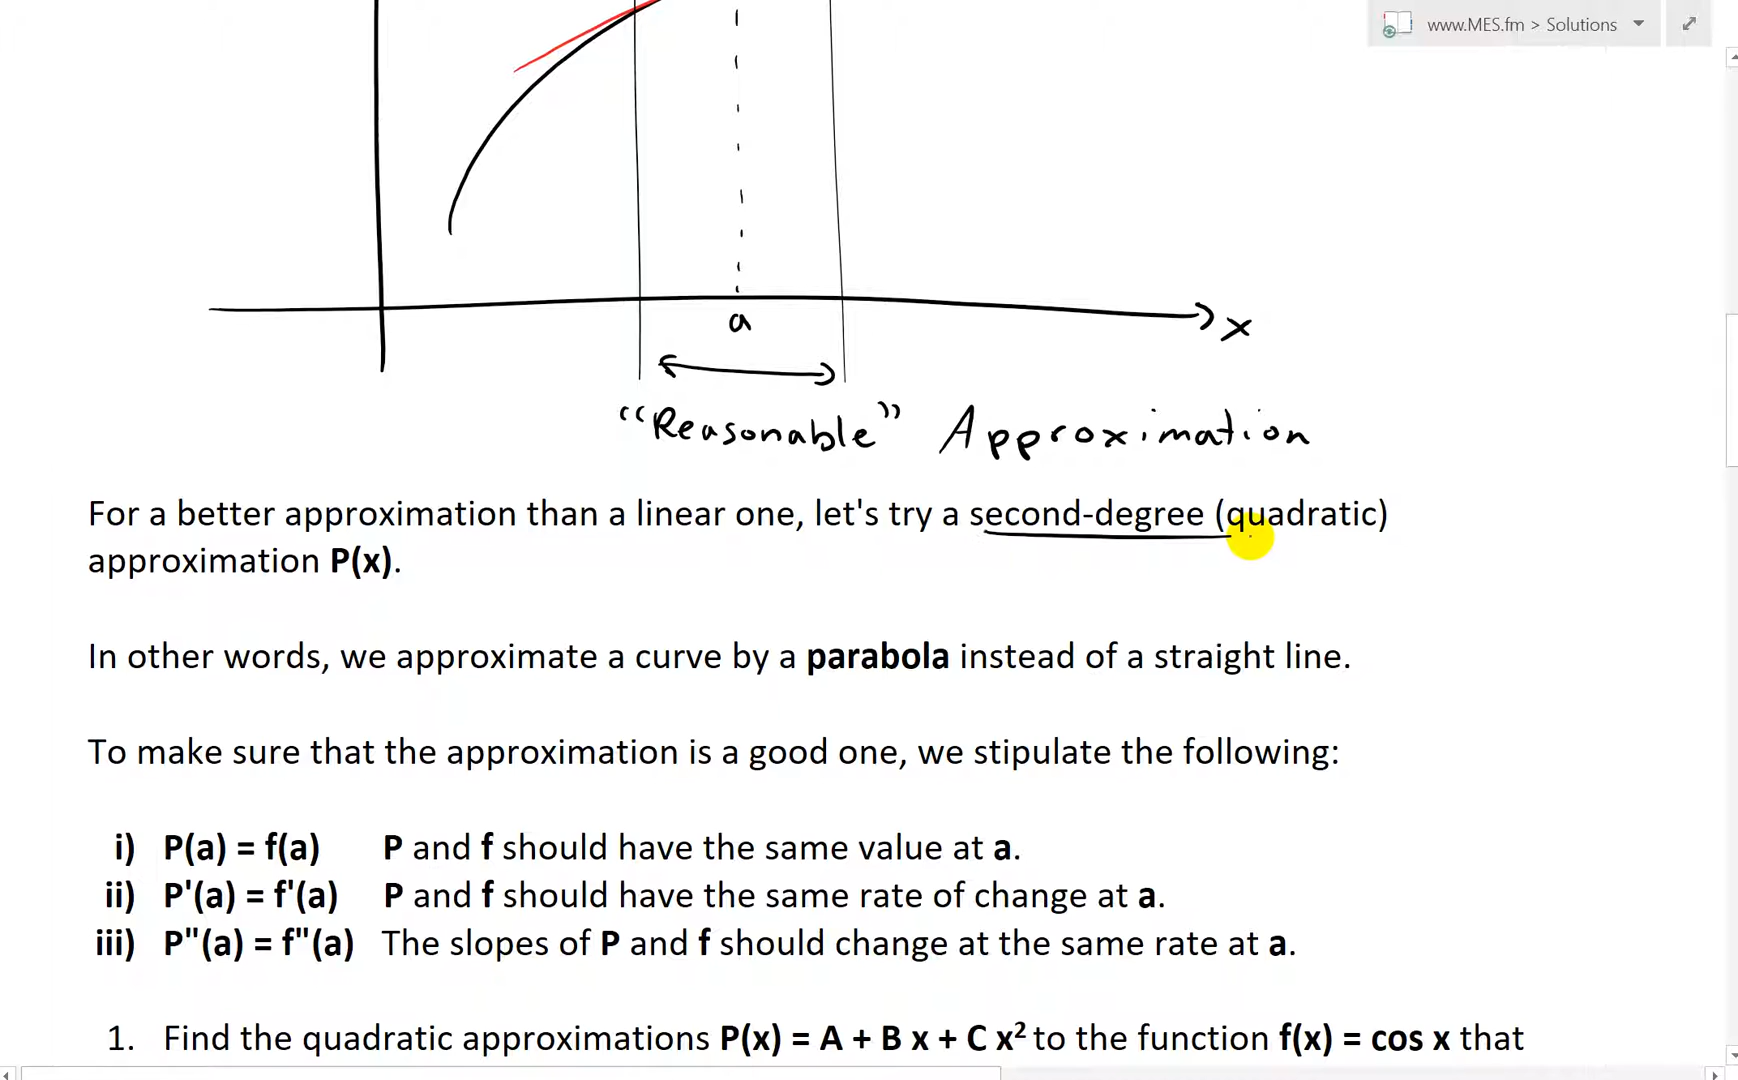 www.MES.fm > Solutions
a
x
“Reasonable” Approximation
For a better approximation than a linear one, let's try a second-degree (quadratic)
approximation P(x).
In other words, we approximate a curve by a parabola instead of a straight line.
To make sure that the approximation is a good one, we stipulate the following:
i) P(a) = f(a) P and f should have the same value at a.
ii) P'(a) = f'(a) P and f should have the same rate of change at a.
iii) P"(a) = f"(a) The slopes of P and f should change at the same rate at a.
1. Find the quadratic approximations P(x) = A + B x + C x² to the function f(x) = cos x that